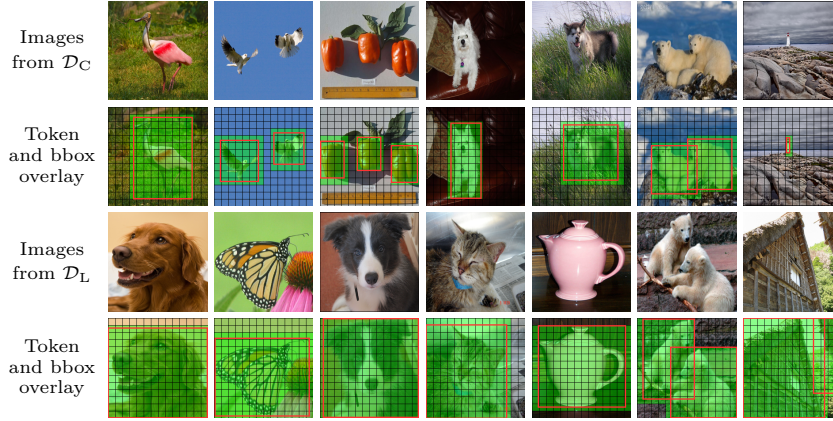 Images
from 𝒟C
Token
and bbox
overlay
Images
from 𝒟L
Token
and bbox
overlay